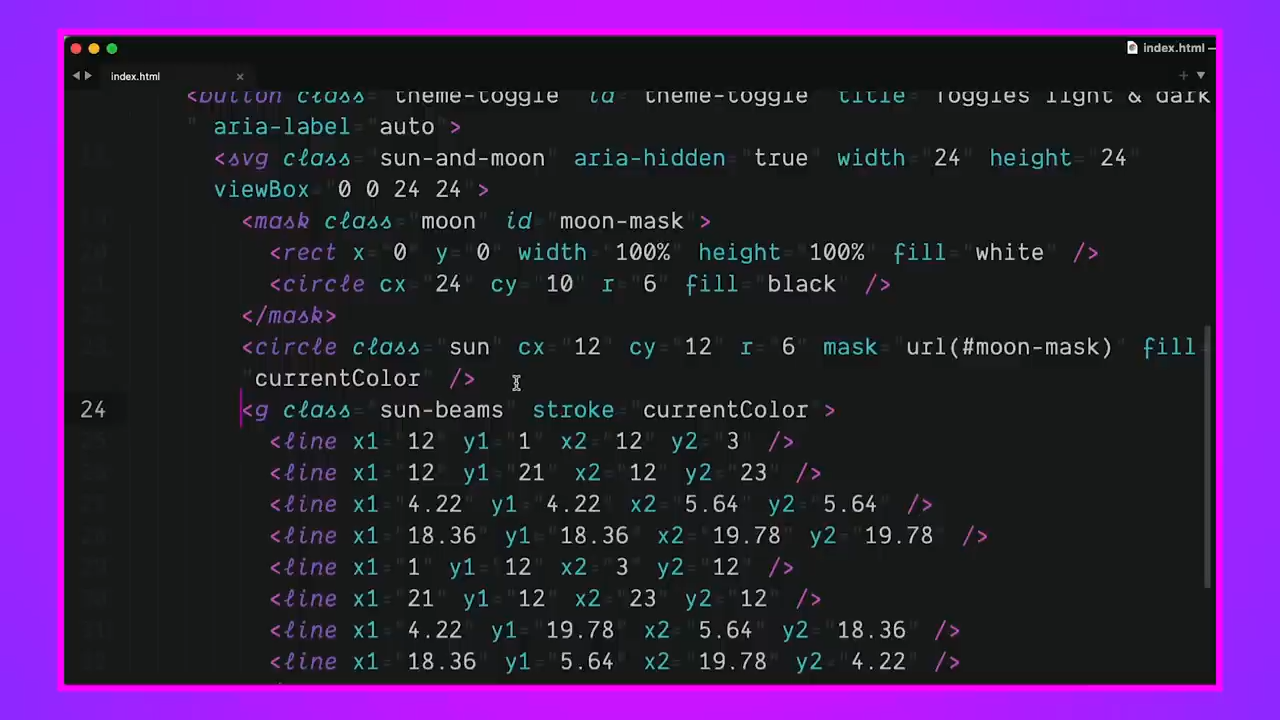 index.html —
index.html ×
<button class="theme-toggle" id="theme-toggle" title="Toggles light & dark
" aria-label="auto">
<svg class="sun-and-moon" aria-hidden="true" width="24" height="24"
viewBox="0 0 24 24">
<mask class="moon" id="moon-mask">
<rect x="0" y="0" width="100%" height="100%" fill="white" />
<circle cx="24" cy="10" r="6" fill="black" />
</mask>
<circle class="sun" cx="12" cy="12" r="6" mask="url(#moon-mask)" fill=
"currentColor" />
24 <g class="sun-beams" stroke="currentColor">
<line x1="12" y1="1" x2="12" y2="3" />
<line x1="12" y1="21" x2="12" y2="23" />
<line x1="4.22" y1="4.22" x2="5.64" y2="5.64" />
<line x1="18.36" y1="18.36" x2="19.78" y2="19.78" />
<line x1="1" y1="12" x2="3" y2="12" />
<line x1="21" y1="12" x2="23" y2="12" />
<line x1="4.22" y1="19.78" x2="5.64" y2="18.36" />
<line x1="18.36" y1="5.64" x2="19.78" y2="4.22" />